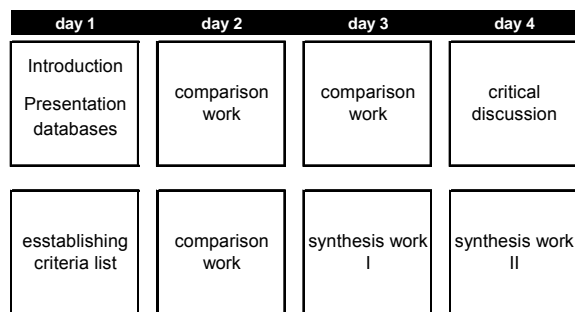 day 1 day 2 day 3 day 4
Introduction
Presentation
databases
comparison
work
comparison
work
critical
discussion
esstablishing
criteria list
comparison
work
synthesis work
I
synthesis work
II